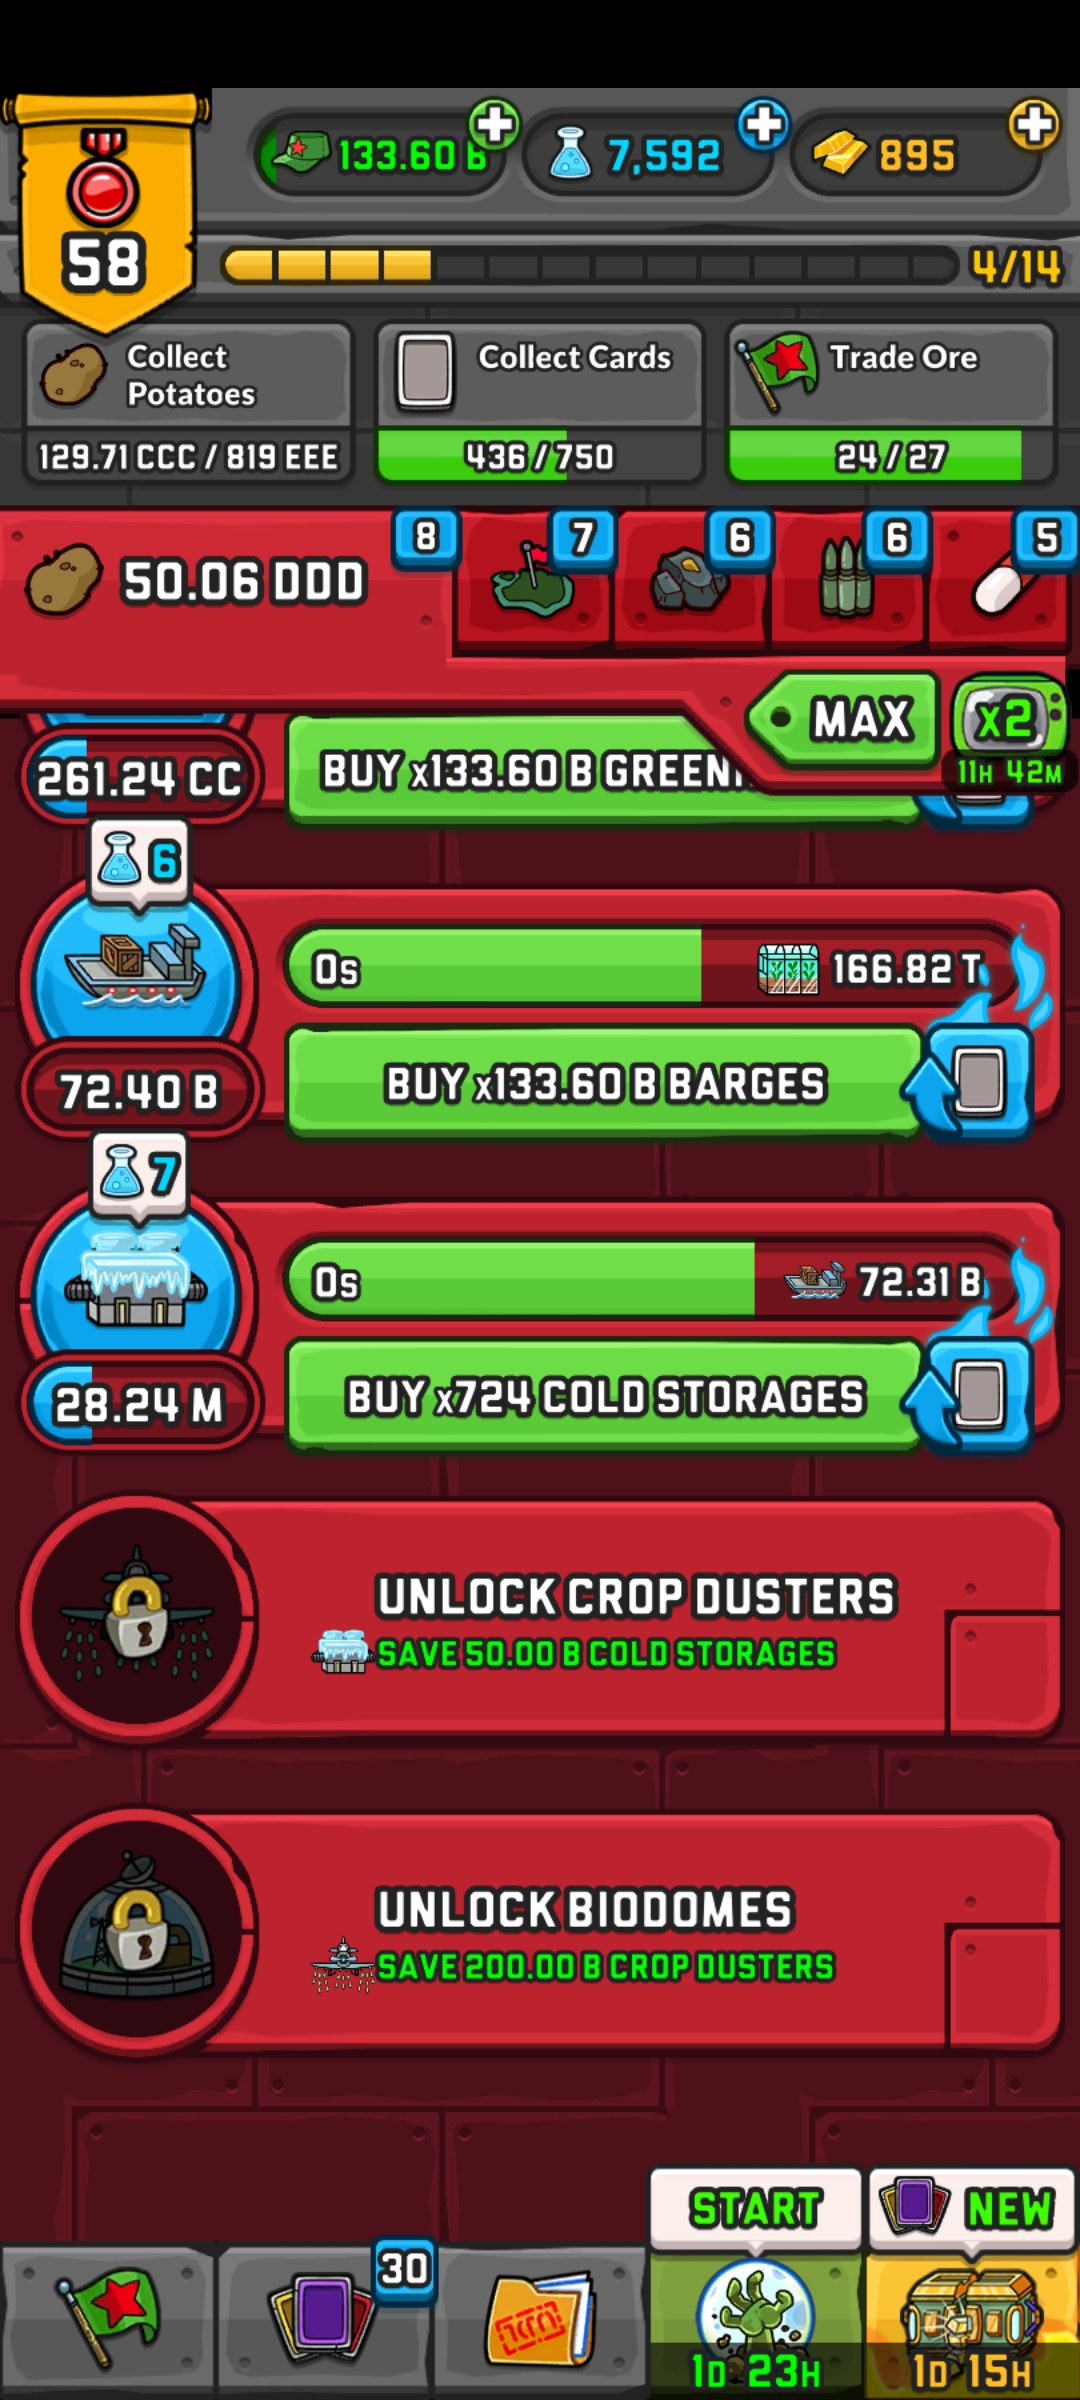 133.60 B
7,592
895
58
4/14
Collect
Potatoes
129.71 CCC / 819 EEE
Collect Cards
436/750
Trade Ore
24/27
50.06 DDD
8
7
6
6
5
MAX
x2
11H 42M
261.24 CC
BUY x133.60 B
6
0s
166.82 T
72.40 B
BUY x133.60 B BARGES
7
0s
72.31 B
28.24 M
BUY x724 COLD STORAGES
UNLOCK CROP DUSTERS
SAVE 50.00 B COLD STORAGES
UNLOCK BIODOMES
SAVE 200.00 B CROP DUSTERS
START
NEW
30
1D 23H
1D 15H